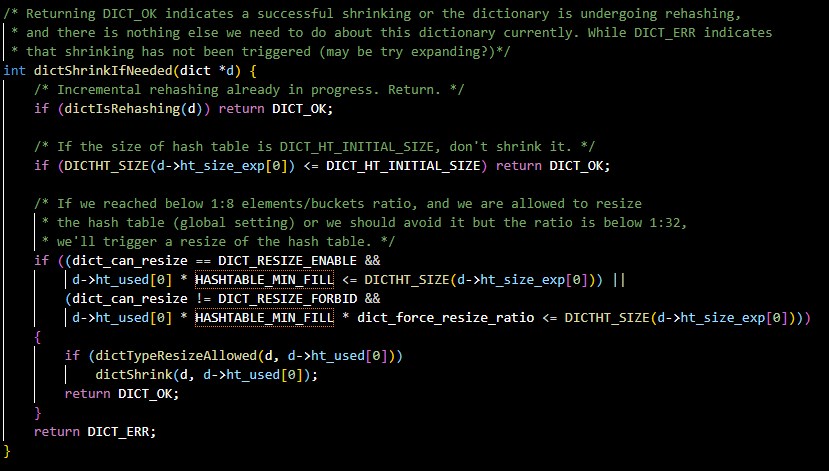 /* Returning DICT_OK indicates a successful shrinking or the dictionary is undergoing rehashing,
 * and there is nothing else we need to do about this dictionary currently. While DICT_ERR indicates
 * that shrinking has not been triggered (may be try expanding?)*/
int dictShrinkIfNeeded(dict *d) {
    /* Incremental rehashing already in progress. Return. */
    if (dictIsRehashing(d)) return DICT_OK;

    /* If the size of hash table is DICT_HT_INITIAL_SIZE, don't shrink it. */
    if (DICTHT_SIZE(d->ht_size_exp[0]) <= DICT_HT_INITIAL_SIZE) return DICT_OK;

    /* If we reached below 1:8 elements/buckets ratio, and we are allowed to resize
     * the hash table (global setting) or we should avoid it but the ratio is below 1:32,
     * we'll trigger a resize of the hash table. */
    if ((dict_can_resize == DICT_RESIZE_ENABLE &&
         d->ht_used[0] * HASHTABLE_MIN_FILL <= DICTHT_SIZE(d->ht_size_exp[0])) ||
        (dict_can_resize != DICT_RESIZE_FORBID &&
         d->ht_used[0] * HASHTABLE_MIN_FILL * dict_force_resize_ratio <= DICTHT_SIZE(d->ht_size_exp[0])))
    {
        if (dictTypeResizeAllowed(d, d->ht_used[0]))
            dictShrink(d, d->ht_used[0]);
        return DICT_OK;
    }
    return DICT_ERR;
}